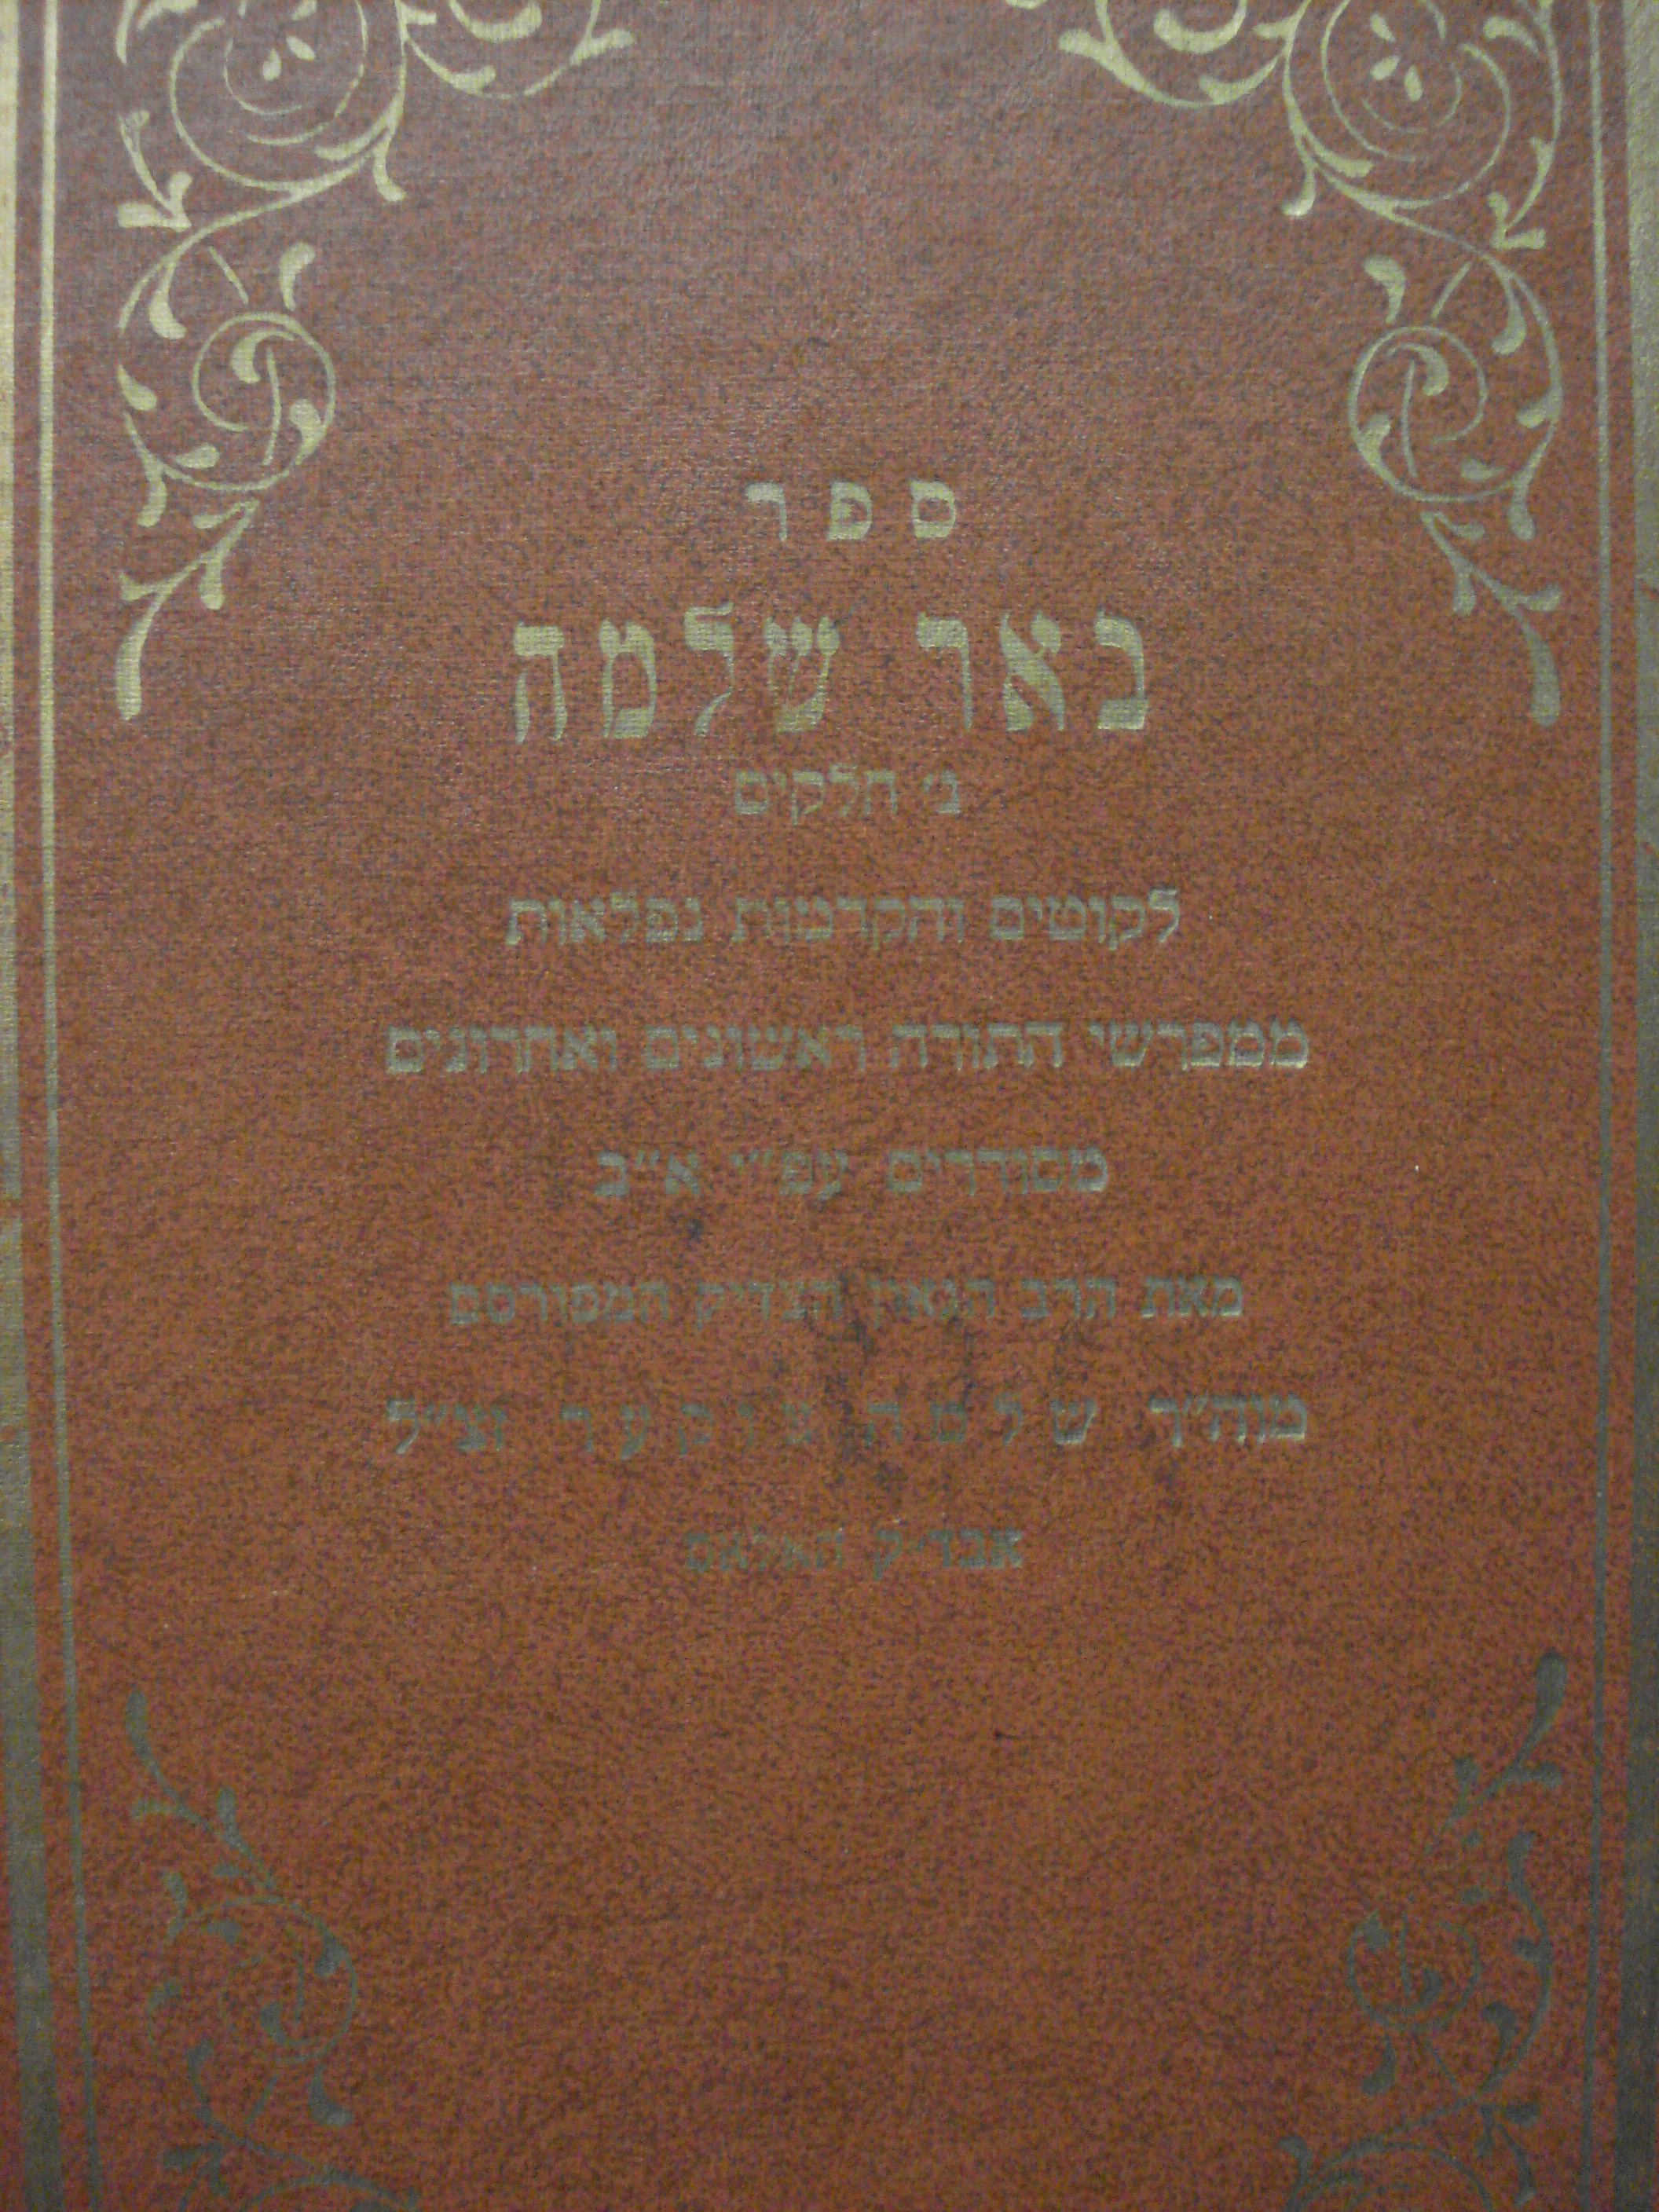 ספר
באר שלמה
ג׳ חלקים
לקוטים והקדמות נפלאות
ממפרשי התורה ראשונים ואחרונים
מסודרים עפ״י א״ב
מאת הרב הגאון הצדיק המפורסם
מוה״ר שלמה צוקער זצ״ל
אבד״ק האלאס